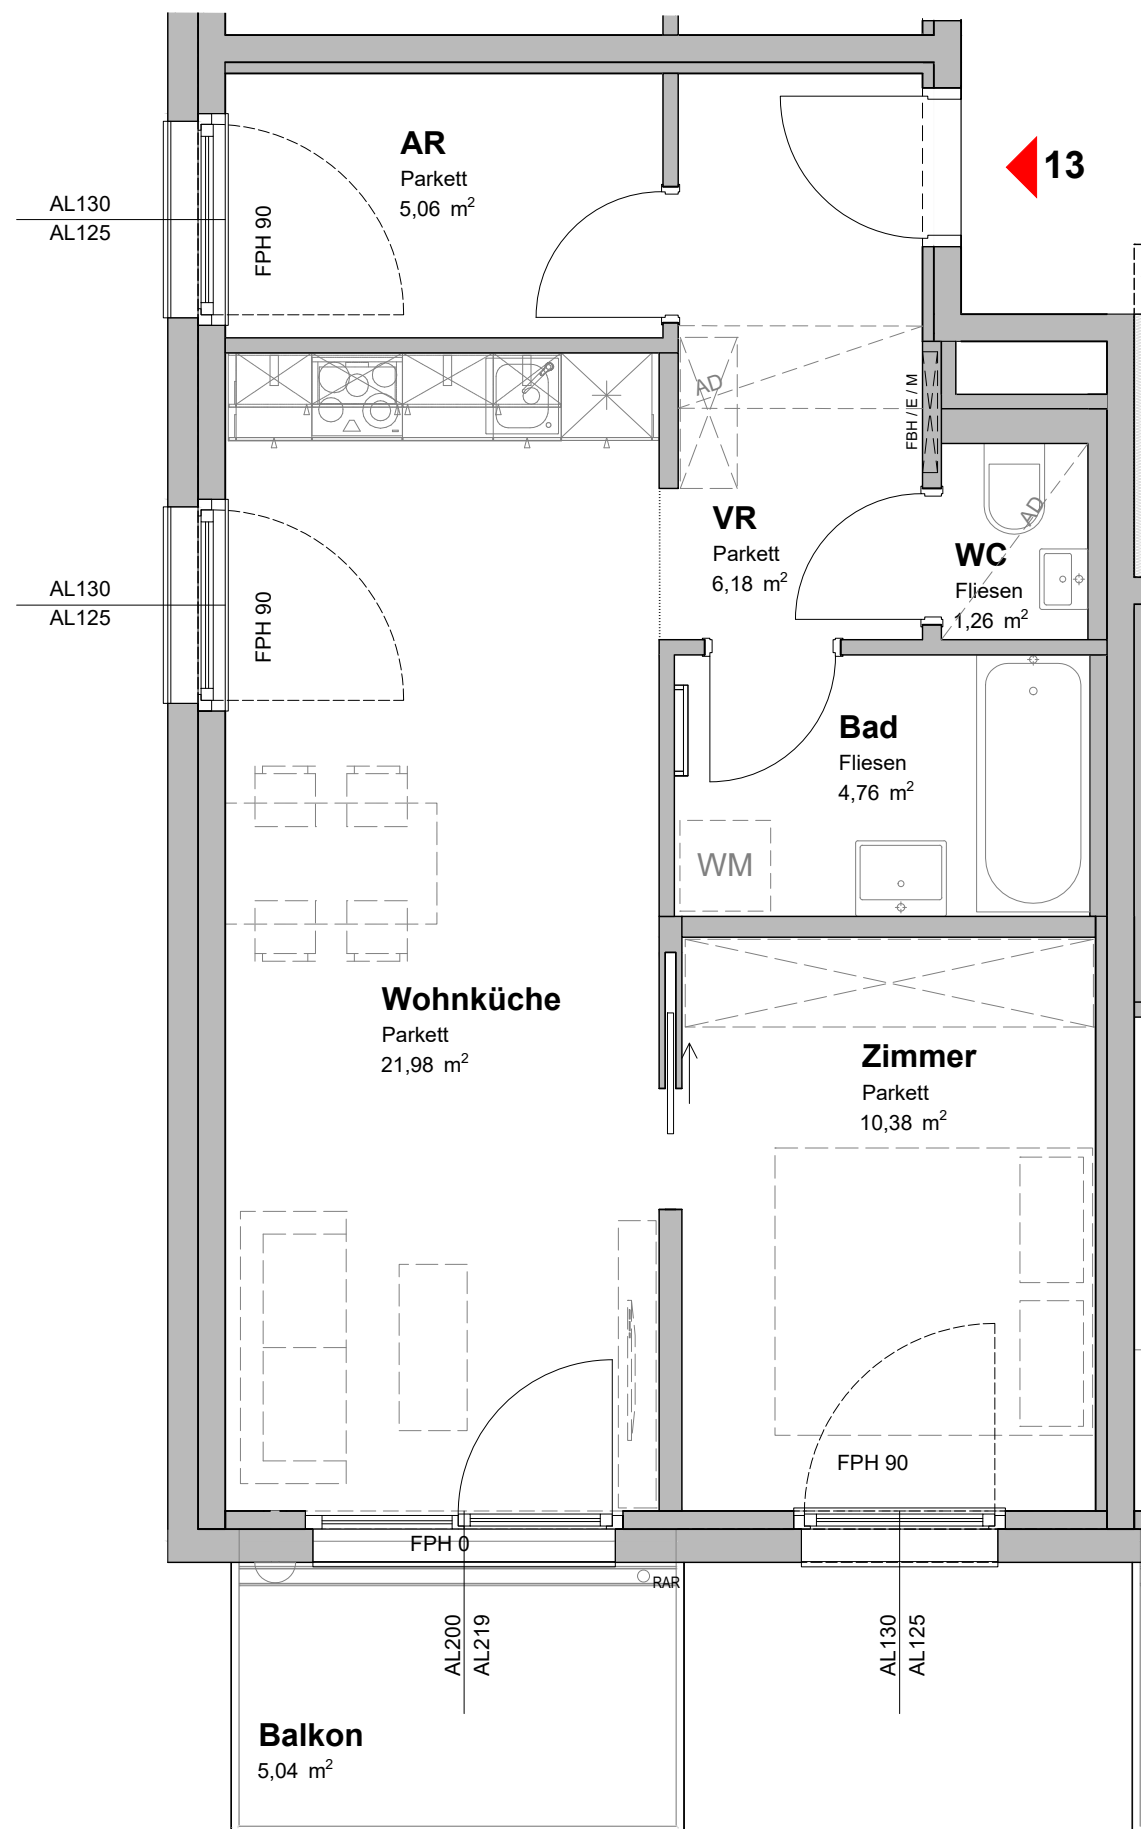 AR
Parkett
5,06 m²
13
AL130
AL125
FPH 90
AD
FBH / E / M
VR
Parkett
6,18 m²
AD
WC
Fliesen
1,26 m²
AL130
AL125
FPH 90
Bad
Fliesen
4,76 m²
WM
Wohnküche
Parkett
21,98 m²
Zimmer
Parkett
10,38 m²
FPH 90
FPH 0
RAR
AL200
AL219
AL130
AL125
Balkon
5,04 m²